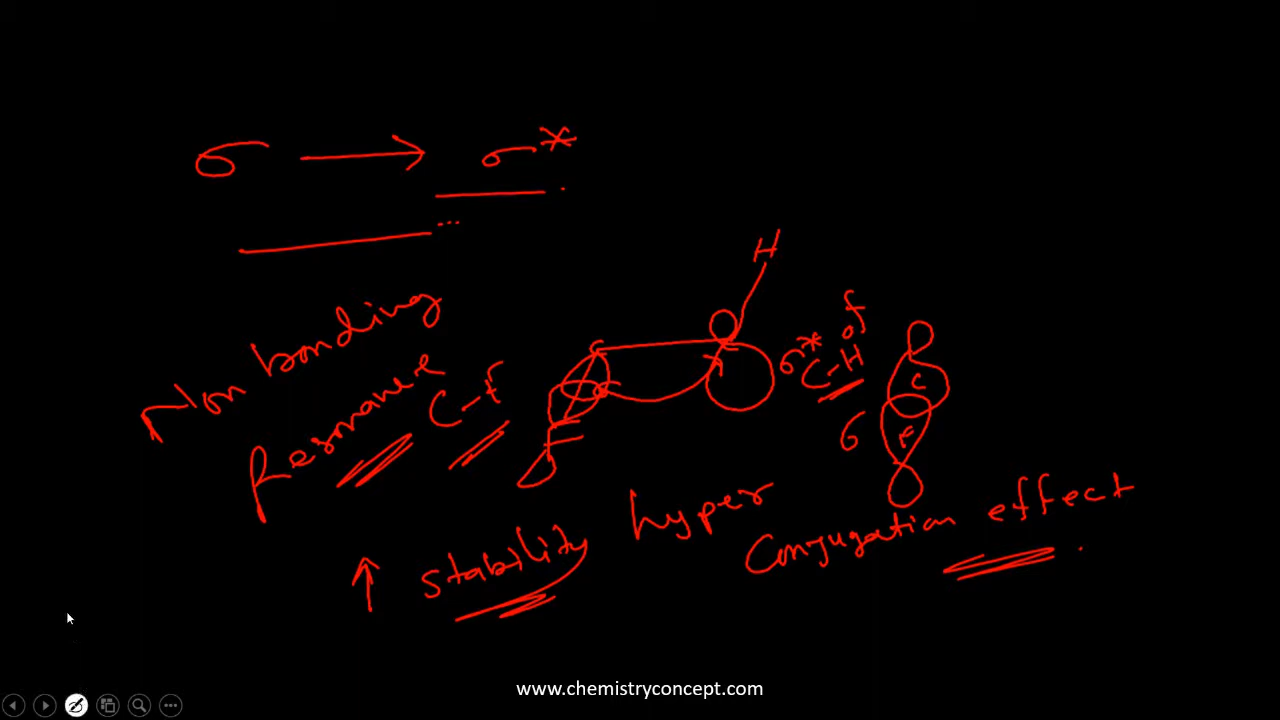 σ → σ*
H
Non bonding
Resonance
C-F
C
F
σ* of
C-H
σ
C
F
↑ stability
hyper
Conjugation effect
www.chemistryconcept.com